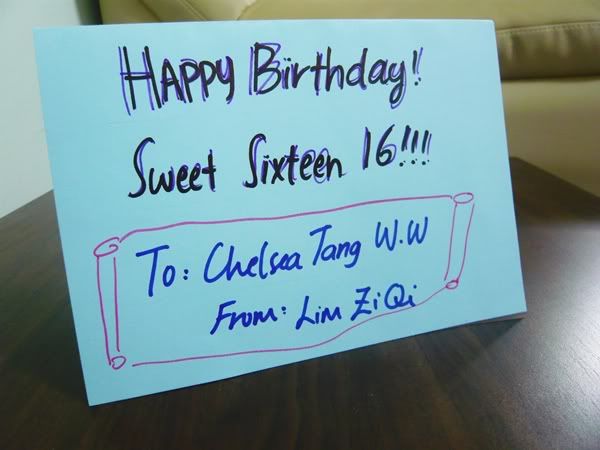 HAPPY Birthday!!
Sweet Sixteen 16!!!
To: Chelsea Tang W.W
From: Lim ZiQi